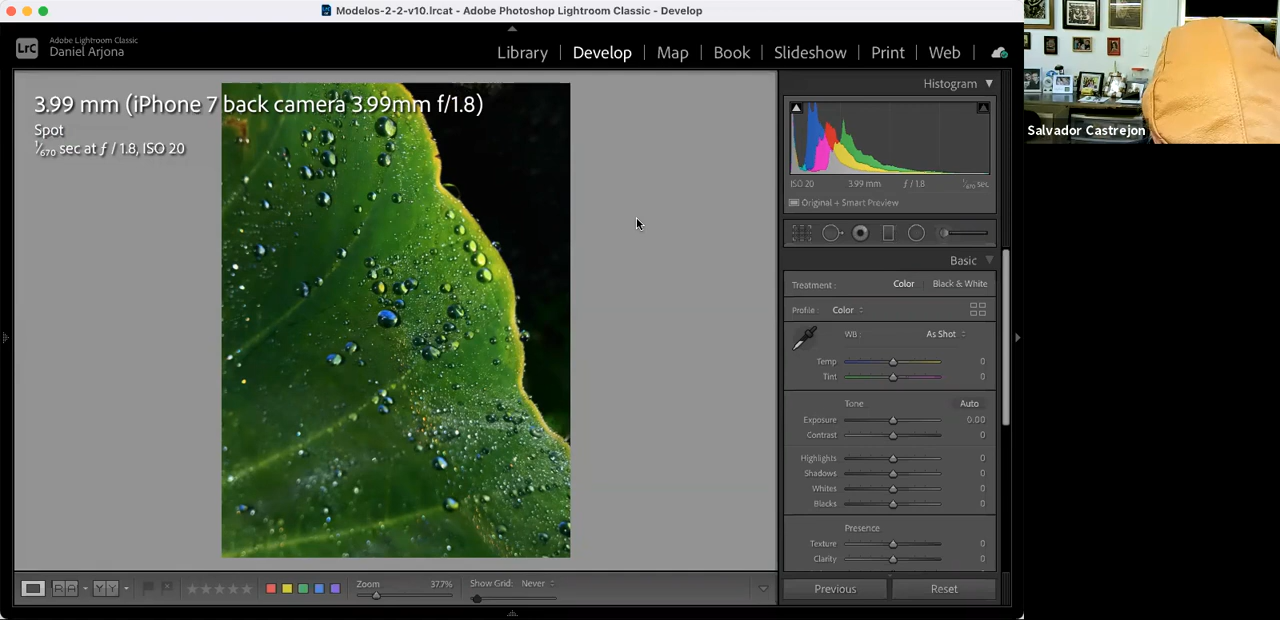 Modelos-2-2-v10.lrcat - Adobe Photoshop Lightroom Classic - Develop
LrC
Adobe Lightroom Classic
Daniel Arjona
Library | Develop | Map | Book | Slideshow | Print | Web
3.99 mm (iPhone 7 back camera 3.99mm f/1.8)
Spot
1/670 sec at ƒ / 1.8, ISO 20
Histogram
ISO 20 3.99 mm ƒ / 1.8 1/670 sec
Original + Smart Preview
Basic
Treatment : Color Black & White
Profile : Color
WB : As Shot
Temp 0
Tint 0
Tone Auto
Exposure 0.00
Contrast 0
Highlights 0
Shadows 0
Whites 0
Blacks 0
Presence
Texture 0
Clarity 0
R A Y Y Zoom 37.7% Show Grid: Never
Previous Reset
Salvador Castrejon